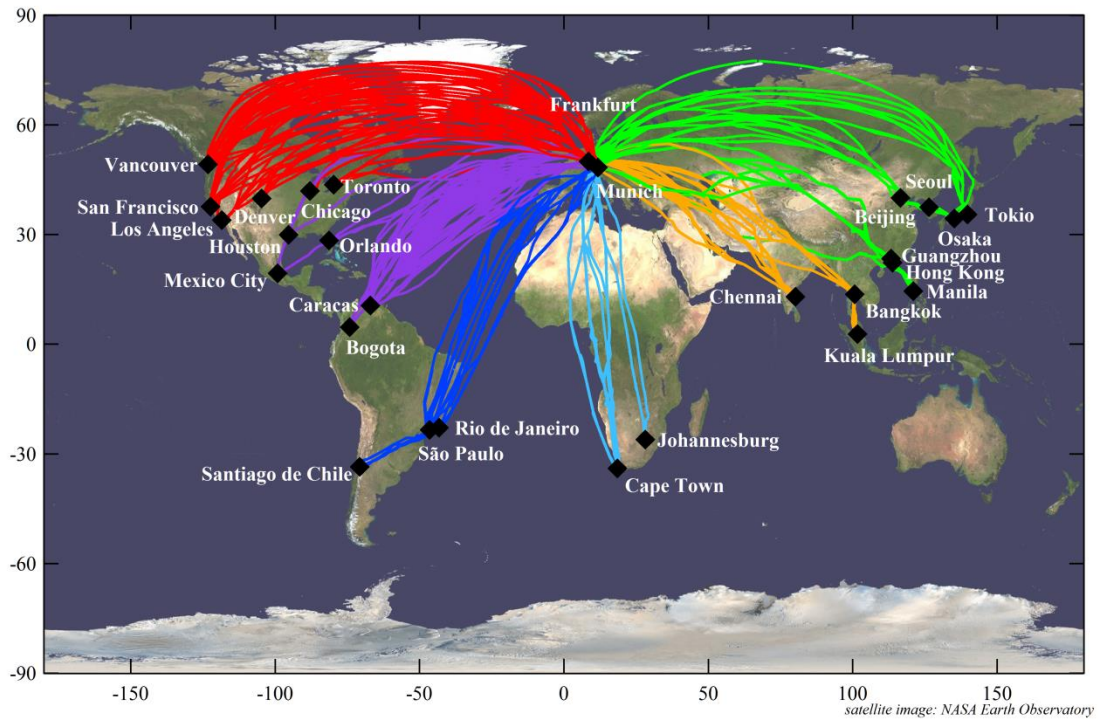 90
60
30
0
-30
-60
-90
-150
-100
-50
0
50
100
150
Frankfurt
Munich
Vancouver
San Francisco
Los Angeles
Denver
Chicago
Toronto
Houston
Orlando
Mexico City
Caracas
Bogota
Rio de Janeiro
São Paulo
Santiago de Chile
Johannesburg
Cape Town
Seoul
Beijing
Tokio
Osaka
Guangzhou
Hong Kong
Manila
Chennai
Bangkok
Kuala Lumpur
satellite image: NASA Earth Observatory